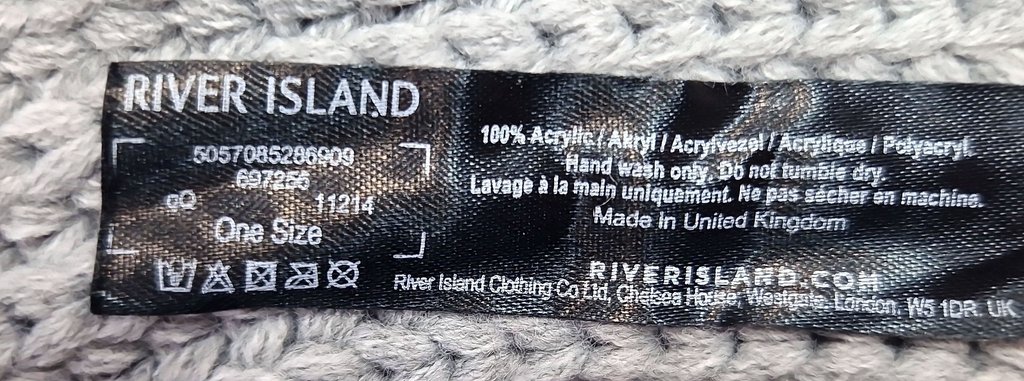 RIVER ISLAND
5057085286909
697255
gQ 11214
One Size
100% Acrylic / Akryl / Acrylvezel / Acrylique / Polyacryl.
Hand wash only. Do not tumble dry.
Lavage à la main uniquement. Ne pas sécher en machine.
Made in United Kingdom
RIVERISLAND.COM
River Island Clothing Co Ltd, Chelsea House, Westgate, London, W5 1DR. UK